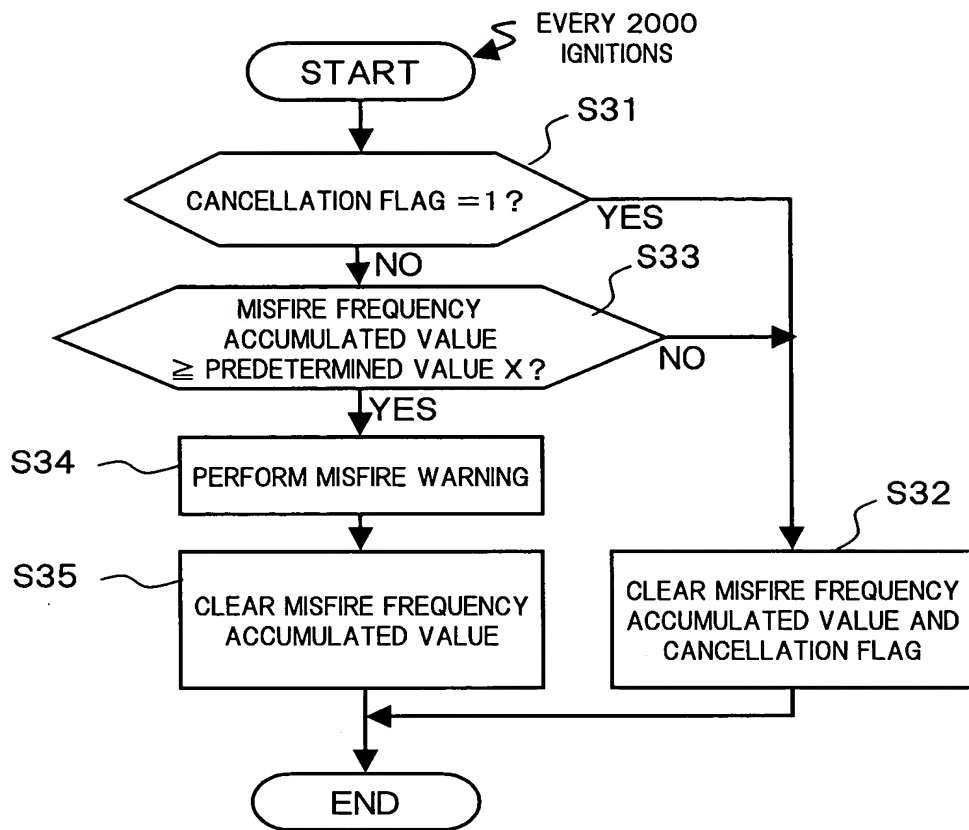 EVERY 2000
IGNITIONS
START
S31
CANCELLATION FLAG =1?
YES
NO
S33
MISFIRE FREQUENCY
ACCUMULATED VALUE
≧ PREDETERMINED VALUE X?
NO
YES
S34
PERFORM MISFIRE WARNING
S32
S35
CLEAR MISFIRE FREQUENCY
ACCUMULATED VALUE
CLEAR MISFIRE FREQUENCY
ACCUMULATED VALUE AND
CANCELLATION FLAG
END